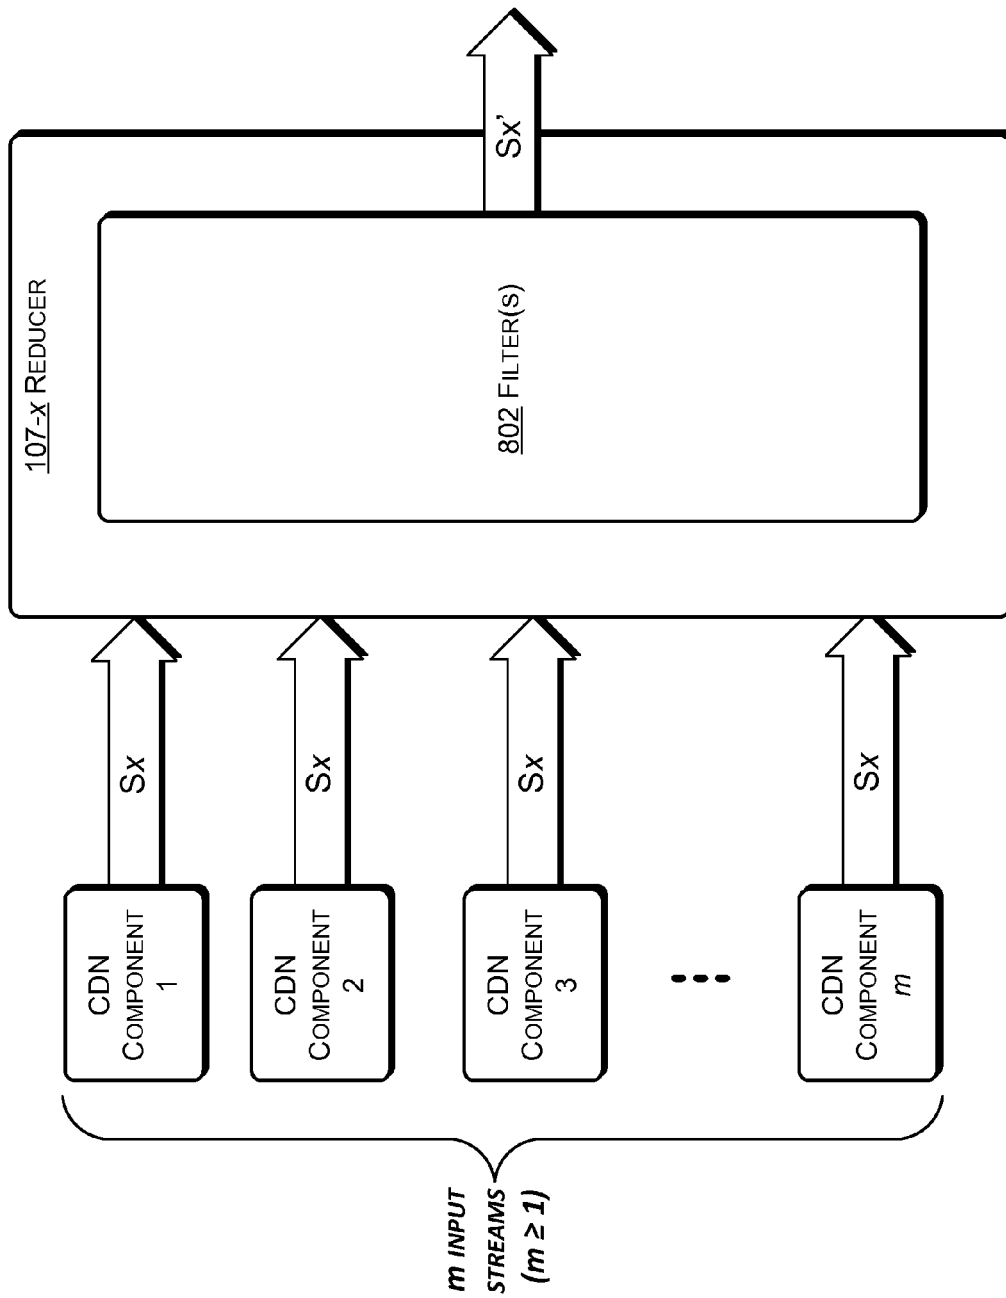 m INPUT
STREAMS
(m ≥ 1)
CDN
COMPONENT
1
Sx
CDN
COMPONENT
2
Sx
CDN
COMPONENT
3
Sx
CDN
COMPONENT
m
Sx
107-x REDUCER
802 FILTER(S)
Sx'